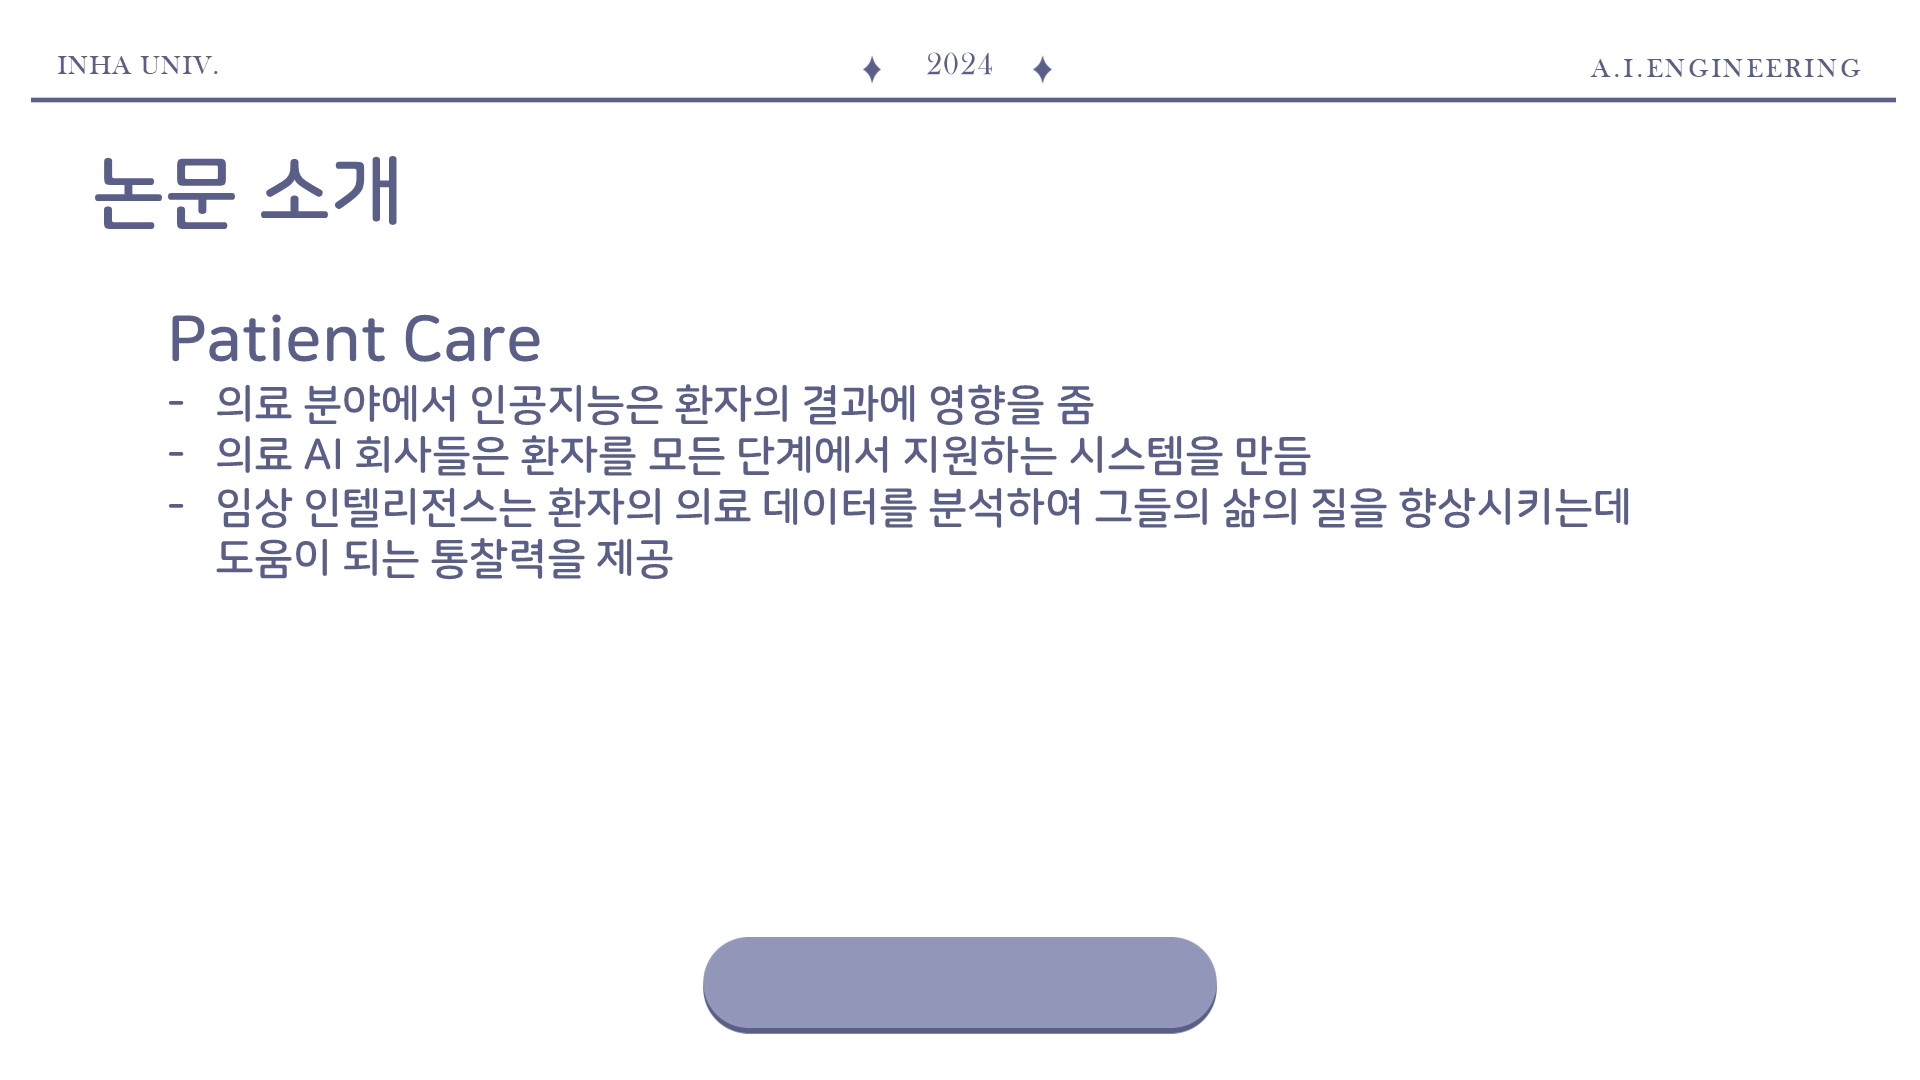 INHA UNIV.
2024
A.I.ENGINEERING
논문 소개
Patient Care
- 의료 분야에서 인공지능은 환자의 결과에 영향을 줌
- 의료 AI 회사들은 환자를 모든 단계에서 지원하는 시스템을 만듬
- 임상 인텔리전스는 환자의 의료 데이터를 분석하여 그들의 삶의 질을 향상시키는데
도움이 되는 통찰력을 제공